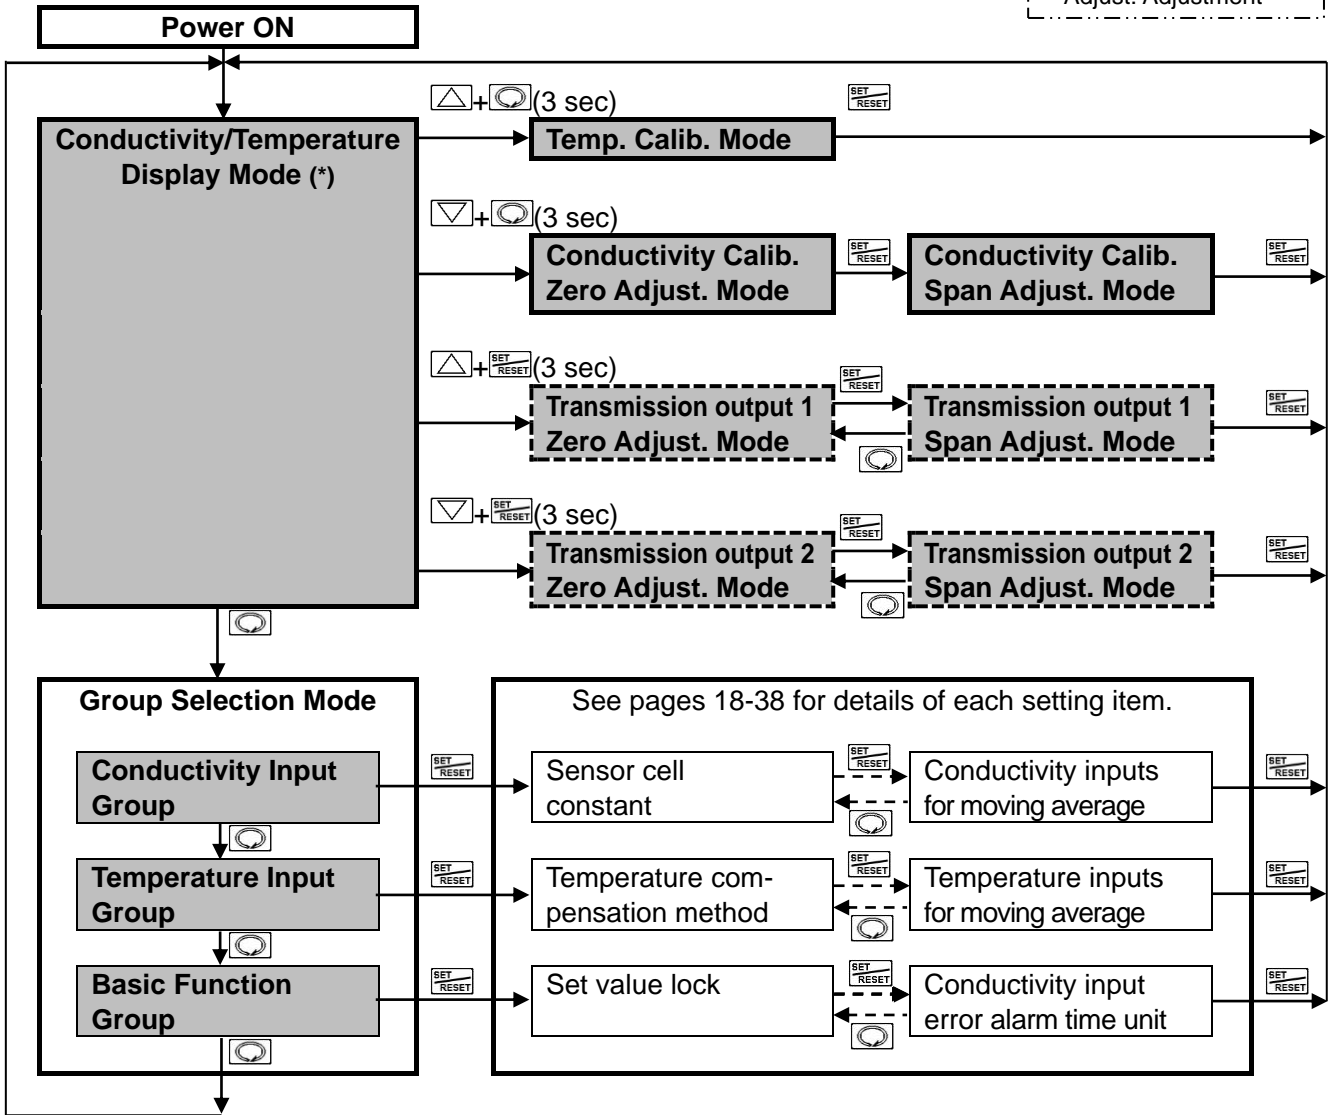 Adjust: Adjustment
Power ON
(3 sec)
SET
RESET
Conductivity/Temperature
Display Mode (*)
Temp. Calib. Mode
(3 sec)
Conductivity Calib.
Zero Adjust. Mode
SET
RESET
Conductivity Calib.
Span Adjust. Mode
SET
RESET
+ SET
RESET
(3 sec)
Transmission output 1
Zero Adjust. Mode
SET
RESET
Transmission output 1
Span Adjust. Mode
SET
RESET
+ SET
RESET
(3 sec)
Transmission output 2
Zero Adjust. Mode
SET
RESET
Transmission output 2
Span Adjust. Mode
SET
RESET
Group Selection Mode
See pages 18-38 for details of each setting item.
Conductivity Input
Group
SET
RESET
Sensor cell
constant
SET
RESET
Conductivity inputs
for moving average
SET
RESET
Temperature Input
Group
SET
RESET
Temperature com-
pensation method
SET
RESET
Temperature inputs
for moving average
SET
RESET
Basic Function
Group
SET
RESET
Set value lock
SET
RESET
Conductivity input
error alarm time unit
SET
RESET